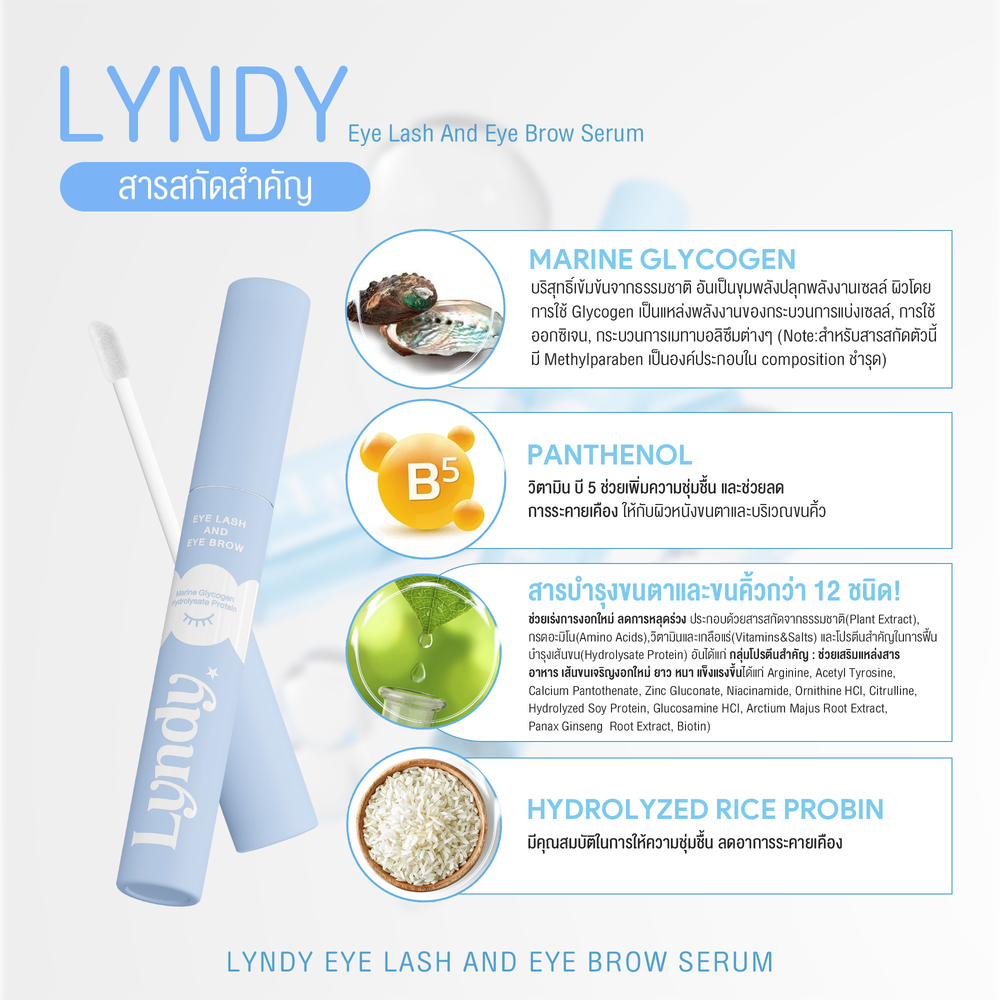 LYNDY
Eye Lash And Eye Brow Serum
สารสกัดสำคัญ
MARINE GLYCOGEN
บริสุทธิ์เข้มข้นจากธรรมชาติ อันเป็นขุมพลังปลุกพลังงานเซลล์ ผิวโดย
การใช้ Glycogen เป็นแหล่งพลังงานของกระบวนการแบ่งเซลล์, การใช้
ออกซิเจน, กระบวนการเมทาบอลิซึมต่างๆ (Note:สำหรับสารสกัดตัวนี้
มี Methylparaben เป็นองค์ประกอบใน composition ชำรุด)
B5
PANTHENOL
วิตามิน บี 5 ช่วยเพิ่มความชุ่มชื้น และช่วยลด
การระคายเคือง ให้กับผิวหนังขนตาและบริเวณขนคิ้ว
สารบำรุงขนตาและขนคิ้วกว่า 12 ชนิด!
ช่วยเร่งการงอกใหม่ ลดการหลุดร่วง ประกอบด้วยสารสกัดจากธรรมชาติ(Plant Extract),
กรดอะมิโน(Amino Acids),วิตามินและเกลือแร่(Vitamins&Salts) และโปรตีนสำคัญในการฟื้น
บำรุงเส้นขน(Hydrolysate Protein) อันได้แก่ กลุ่มโปรตีนสำคัญ : ช่วยเสริมแหล่งสาร
อาหาร เส้นขนเจริญงอกใหม่ ยาว หนา แข็งแรงขึ้นได้แก่ Arginine, Acetyl Tyrosine,
Calcium Pantothenate, Zinc Gluconate, Niacinamide, Ornithine HCl, Citrulline,
Hydrolyzed Soy Protein, Glucosamine HCl, Arctium Majus Root Extract,
Panax Ginseng Root Extract, Biotin)
HYDROLYZED RICE PROBIN
มีคุณสมบัติในการให้ความชุ่มชื้น ลดอาการระคายเคือง
EYE LASH
AND
EYE BROW
Marine Glycogen
Hydrolysate Protein
Lyndy
LYNDY EYE LASH AND EYE BROW SERUM